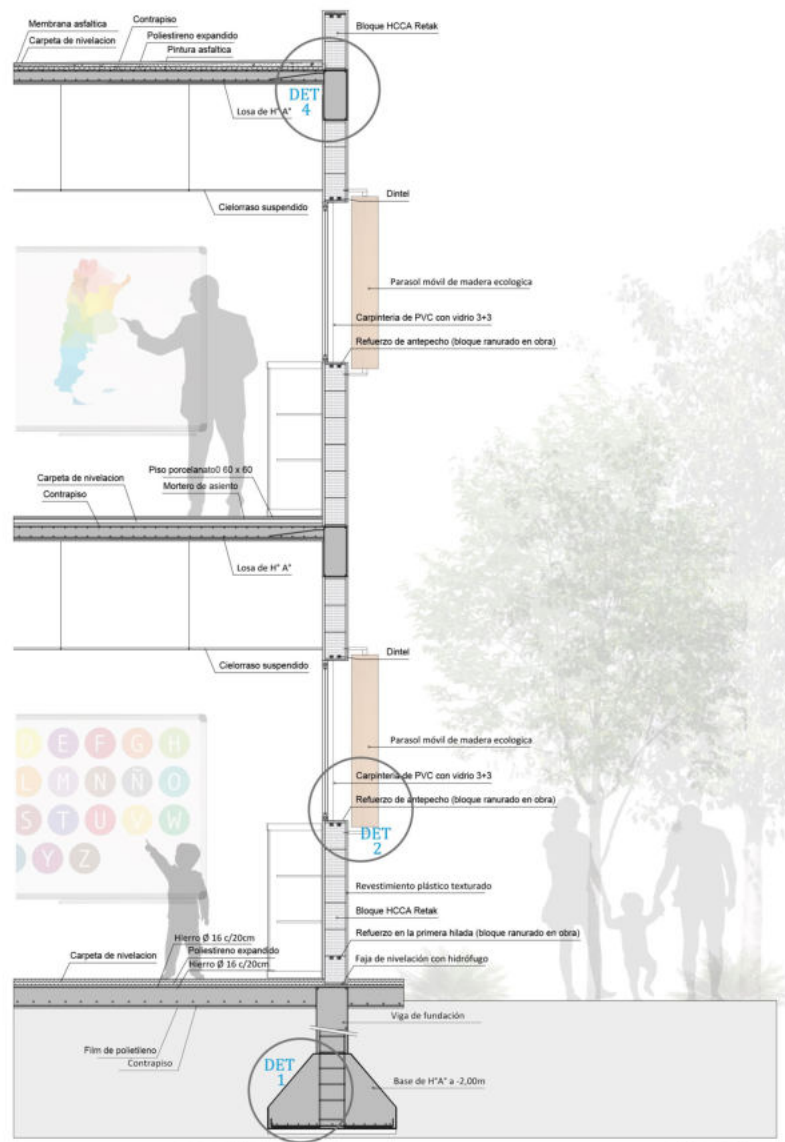 Membrana asfaltica
Contrapiso
Carpeta de nivelacion
Poliestireno expandido
Pintura asfaltica
Bloque HCCA Retak
DET
4
Losa de H° A°
Cielorraso suspendido
Dintel
Parasol móvil de madera ecologica
Carpinteria de PVC con vidrio 3+3
Refuerzo de antepecho (bloque ranurado en obra)
Piso porcelanato0 60 x 60
Carpeta de nivelacion
Mortero de asiento
Contrapiso
Losa de H° A°
Cielorraso suspendido
Dintel
Parasol móvil de madera ecologica
E F G H
L M N Ñ O
S T U V W
Y Z
Carpinteria de PVC con vidrio 3+3
Refuerzo de antepecho (bloque ranurado en obra)
DET
2
Revestimiento plástico texturado
Bloque HCCA Retak
Hierro Ø 16 c/20cm
Refuerzo en la primera hilada (bloque ranurado en obra)
Carpeta de nivelacion
Poliestireno expandido
Hierro Ø 16 c/20cm
Faja de nivelación con hidrófugo
Viga de fundación
Film de polietileno
Contrapiso
DET
1
Base de H°A° a -2,00m